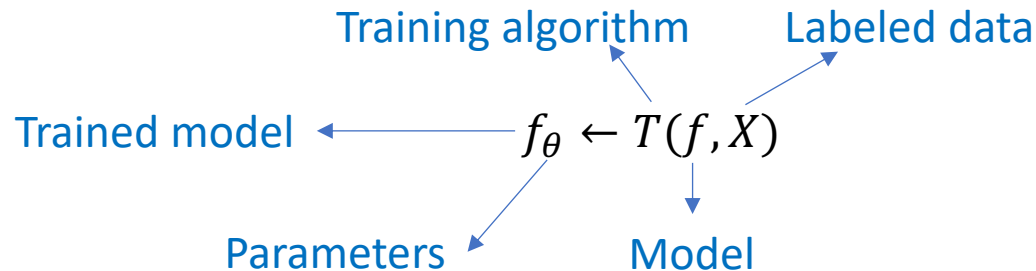 Training algorithm Labeled data
Trained model f_θ ← T(f, X)
Parameters Model